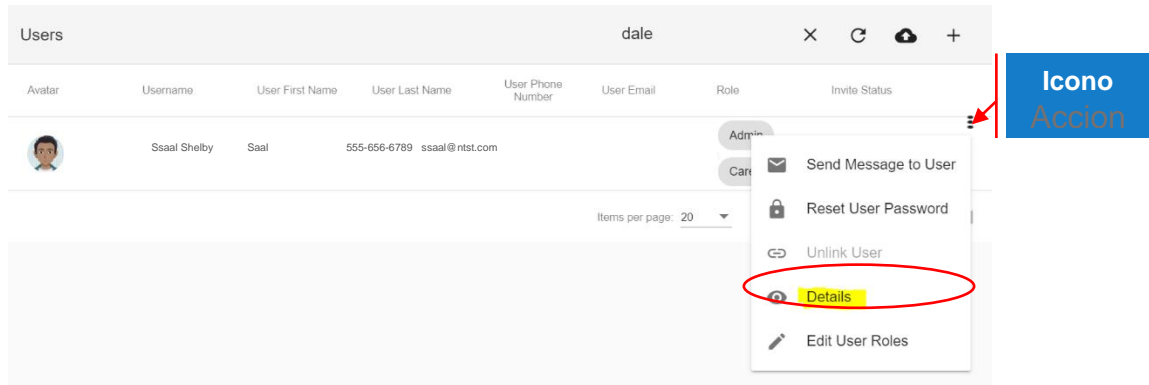 Users dale
Avatar Username User First Name User Last Name User Phone Number User Email Role Invite Status
Icono
Accion
Ssaal Shelby Saal 555-656-6789 ssaal@ntst.com
Admin
Care
Send Message to User
Reset User Password
Items per page: 20
Unlink User
Details
Edit User Roles